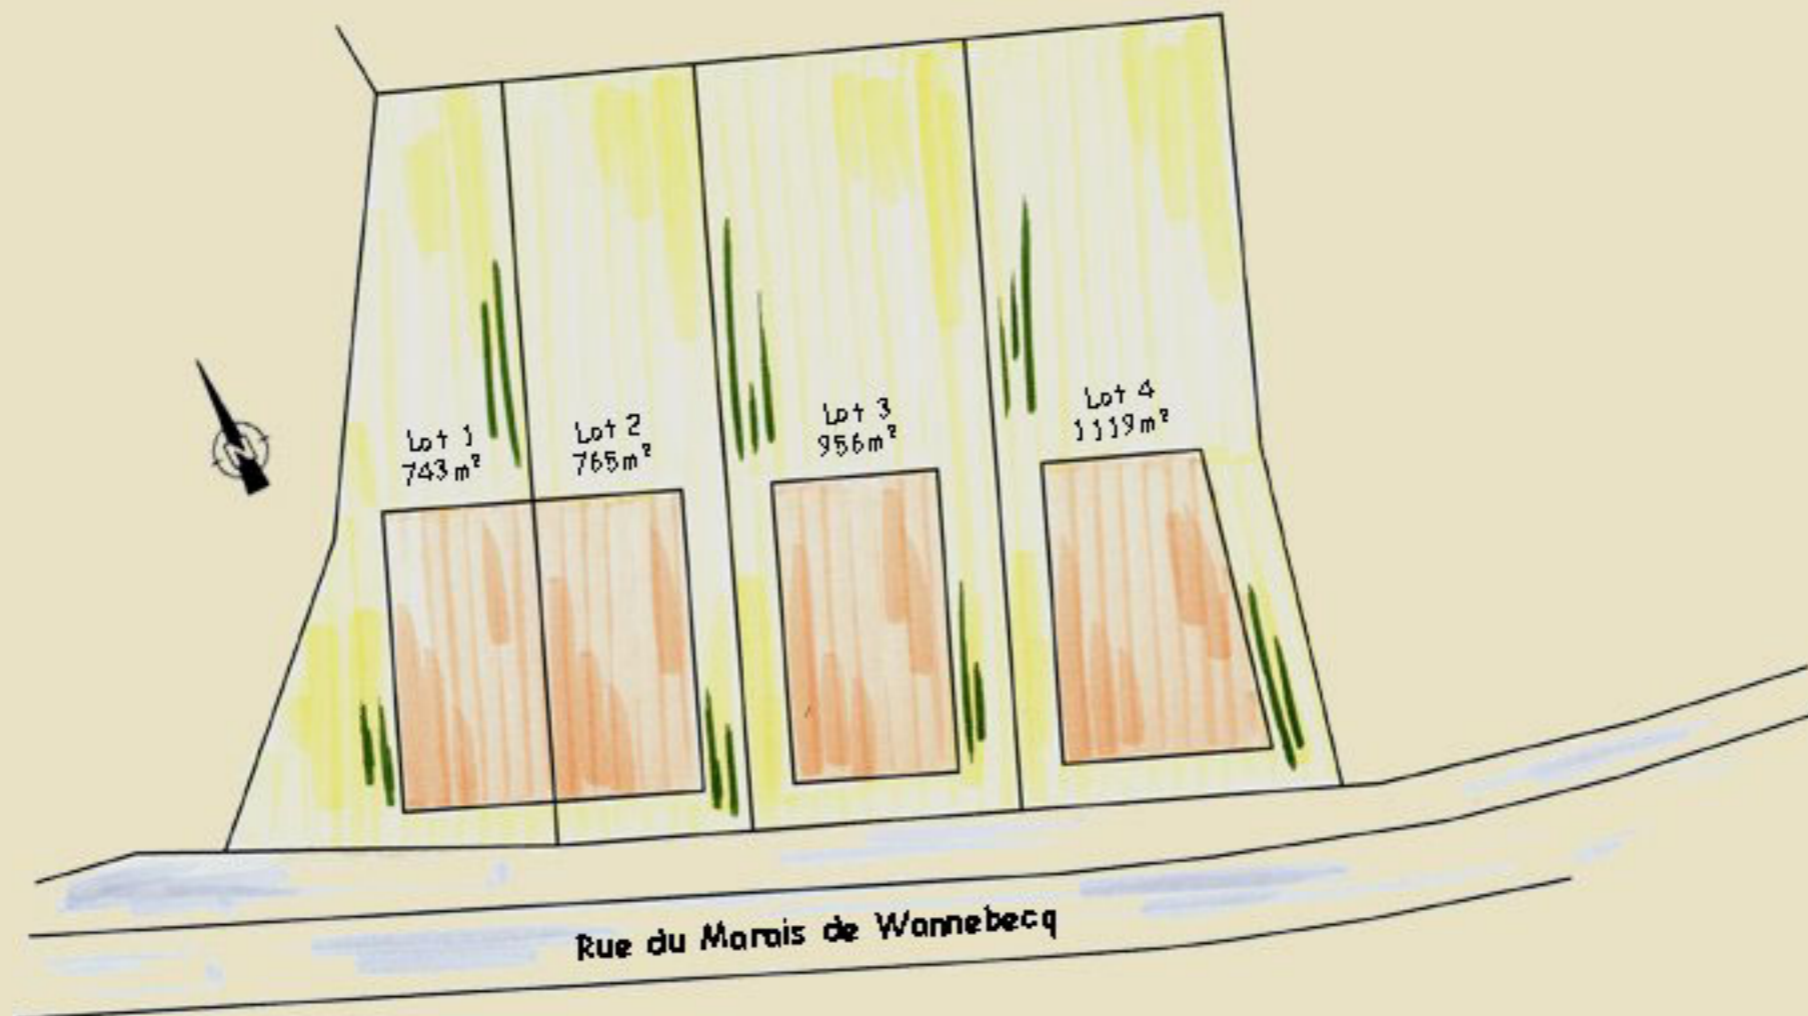 Lot 1
743m²
Lot 2
765m²
Lot 3
956m²
Lot 4
1119m²
N
Rue du Marais de Wannebecq